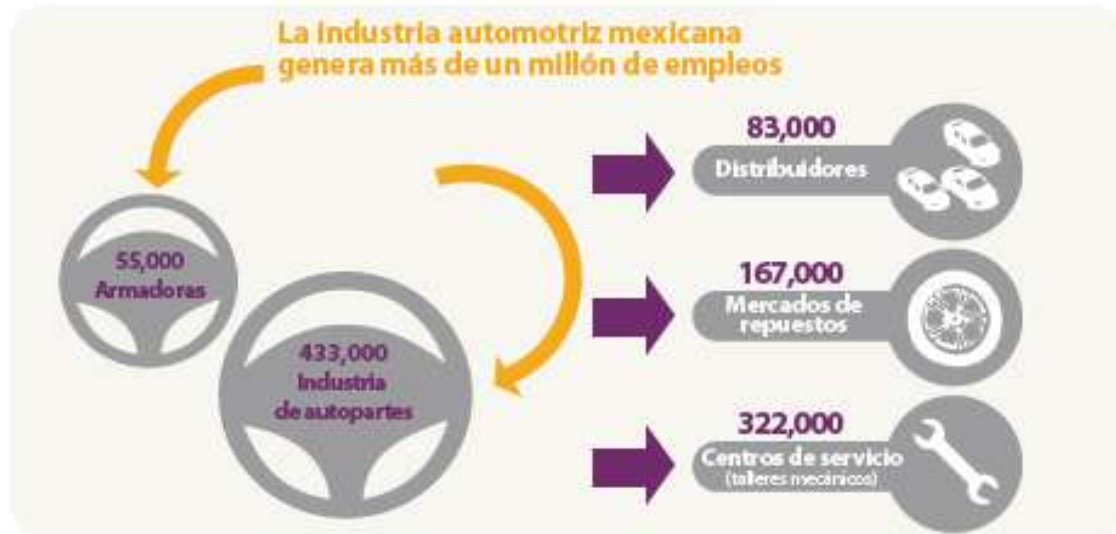 La industria automotriz mexicana
genera más de un millón de empleos
55,000
Armadoras
433,000
Industria
de autopartes
83,000
Distribuidores
167,000
Mercados de
repuestos
322,000
Centros de servicio
(talleres mecánicos)